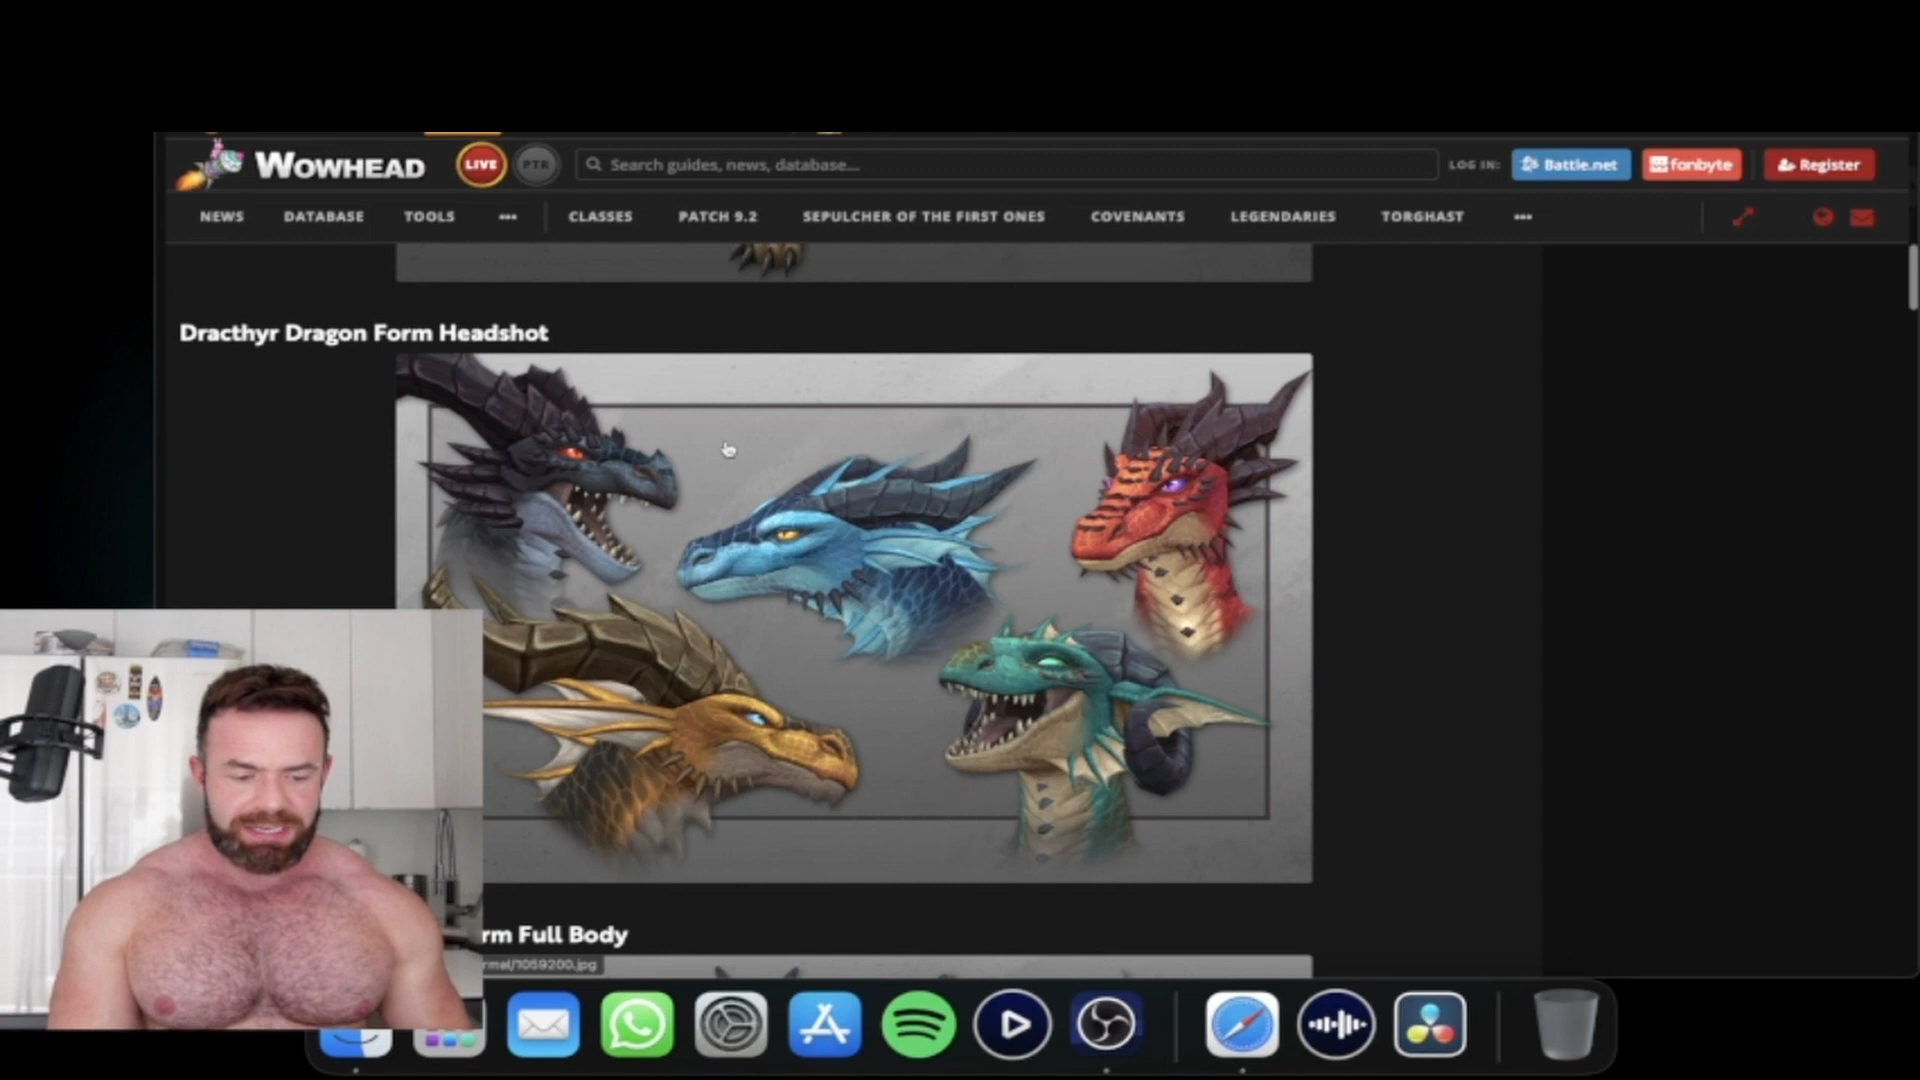 WOWHEAD
LIVE
PTR
Search guides, news, database...
LOG IN:
Battle.net
fanbyte
Register
NEWS
DATABASE
TOOLS
•••
CLASSES
PATCH 9.2
SEPULCHER OF THE FIRST ONES
COVENANTS
LEGENDARIES
TORGHAST
•••
Dracthyr Dragon Form Headshot
rm Full Body
rmal/1059200.jpg